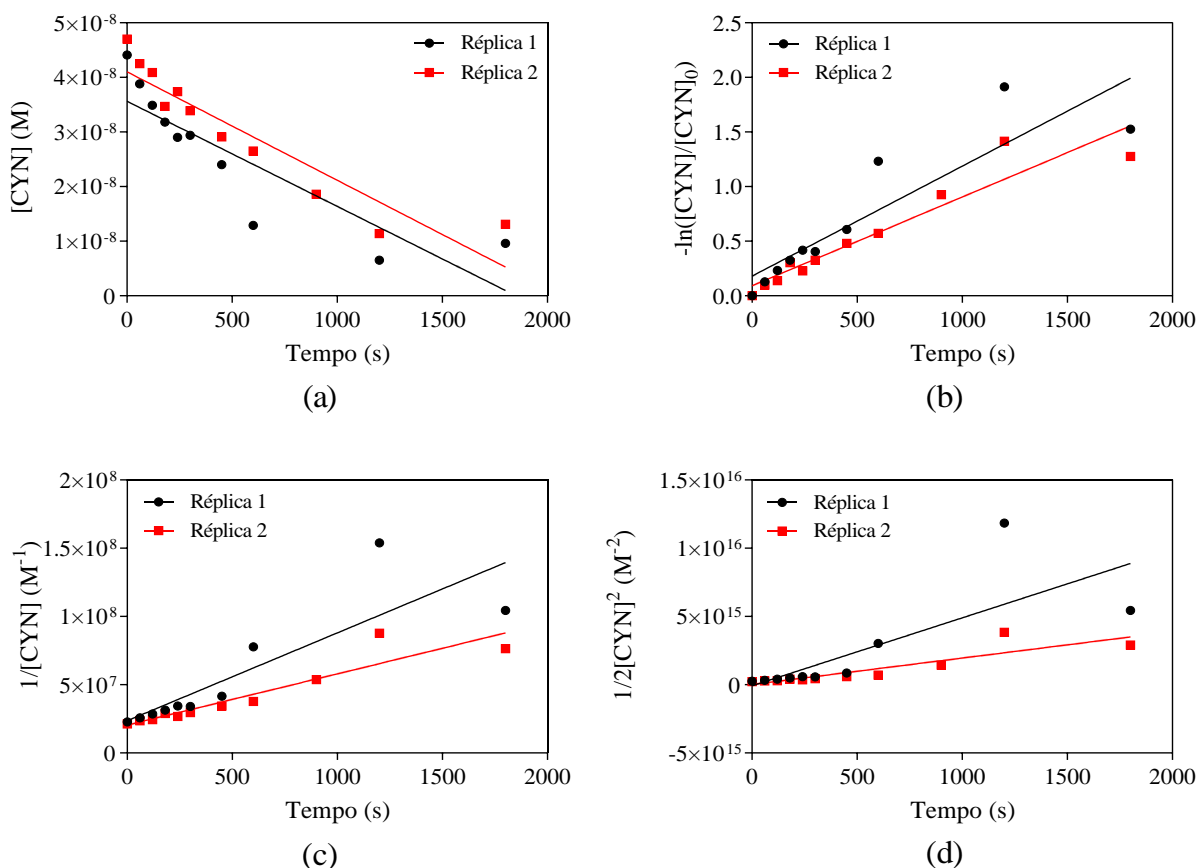 5×10⁻⁸
4×10⁻⁸
3×10⁻⁸
2×10⁻⁸
1×10⁻⁸
0
[CYN] (M)
Réplica 1
Réplica 2
0 500 1000 1500 2000
Tempo (s)
(a)
2.5
2.0
1.5
1.0
0.5
0.0
-ln([CYN]/[CYN]₀)
Réplica 1
Réplica 2
0 500 1000 1500 2000
Tempo (s)
(b)
2×10⁸
1.5×10⁸
1×10⁸
5×10⁷
0
1/[CYN] (M⁻¹)
Réplica 1
Réplica 2
0 500 1000 1500 2000
Tempo (s)
(c)
1.5×10¹⁶
1×10¹⁶
5×10¹⁵
0
-5×10¹⁵
1/2[CYN]² (M⁻²)
Réplica 1
Réplica 2
0 500 1000 1500 2000
Tempo (s)
(d)